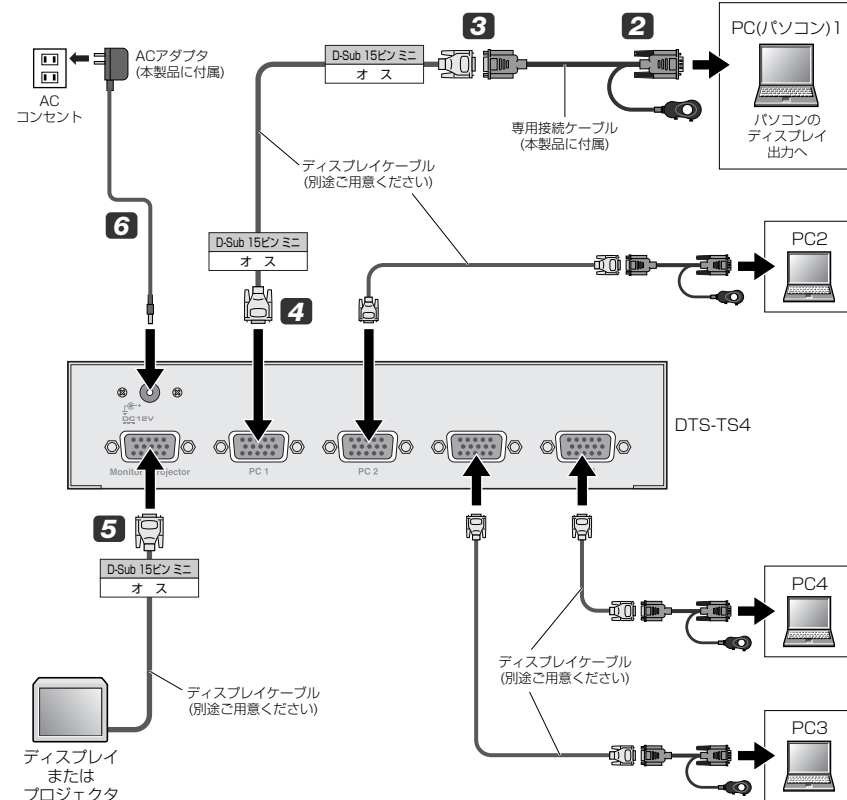 ACアダプタ
(本製品に付属)
AC
コンセント
6
D-Sub 15ピン ミニ
オ ス
3
2
PC(パソコン)1
パソコンの
ディスプレイ
出力へ
専用接続ケーブル
(本製品に付属)
ディスプレイケーブル
(別途ご用意ください)
D-Sub 15ピン ミニ
オ ス
4
PC2
DC12V
DTS-TS4
Monitor
PC 1
PC 2
5
D-Sub 15ピン ミニ
オ ス
PC4
ディスプレイケーブル
(別途ご用意ください)
ディスプレイケーブル
(別途ご用意ください)
PC3
ディスプレイ
または
プロジェクタ